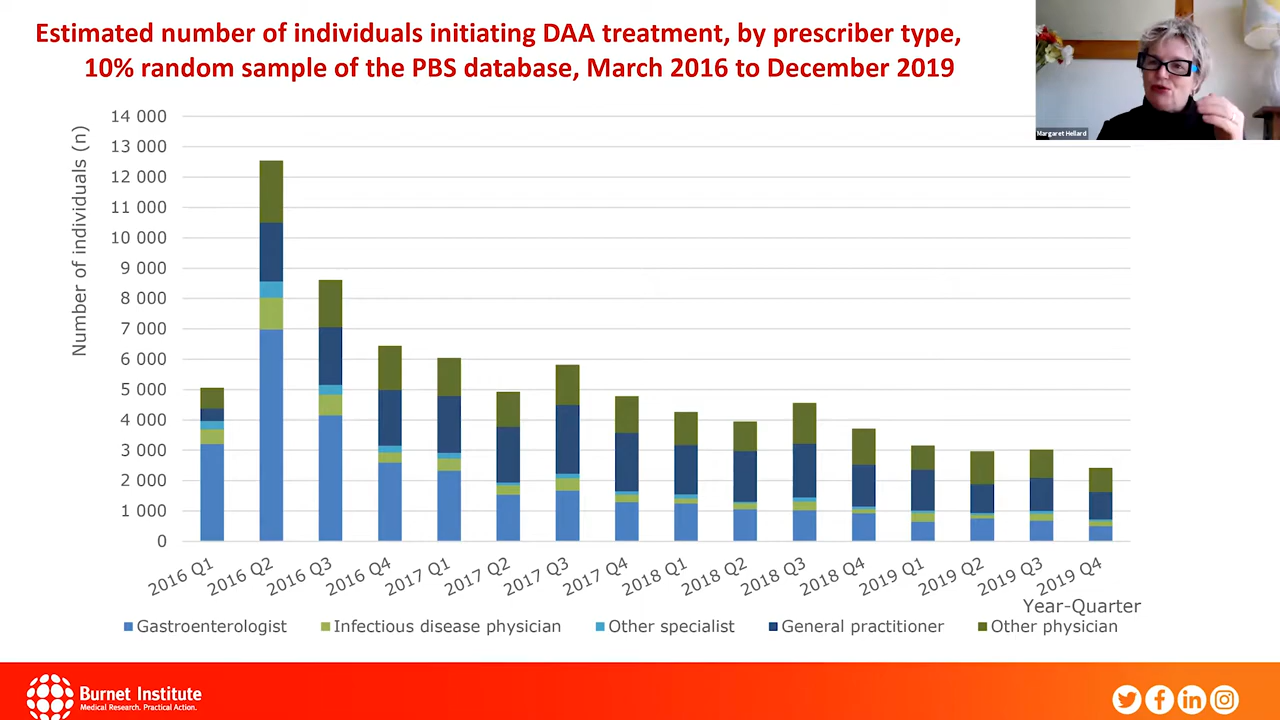 Estimated number of individuals initiating DAA treatment, by prescriber type,
10% random sample of the PBS database, March 2016 to December 2019
Margaret Hellard
Number of individuals (n)
14 000
13 000
12 000
11 000
10 000
9 000
8 000
7 000
6 000
5 000
4 000
3 000
2 000
1 000
0
2016 Q1
2016 Q2
2016 Q3
2016 Q4
2017 Q1
2017 Q2
2017 Q3
2017 Q4
2018 Q1
2018 Q2
2018 Q3
2018 Q4
2019 Q1
2019 Q2
2019 Q3
2019 Q4
Year-Quarter
Gastroenterologist
Infectious disease physician
Other specialist
General practitioner
Other physician
Burnet Institute
Medical Research. Practical Action.